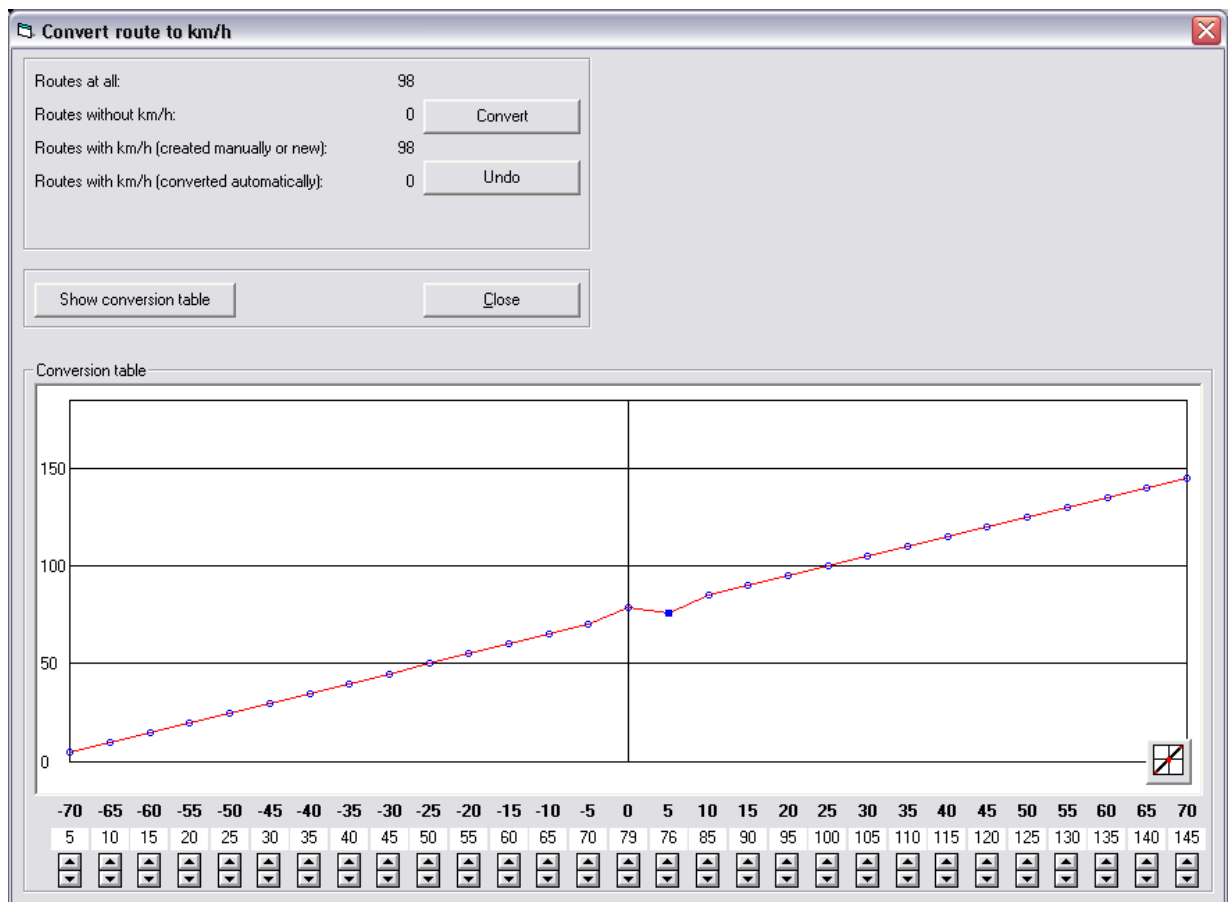 Convert route to km/h
Routes at all: 98
Routes without km/h: 0
Convert
Routes with km/h (created manually or new): 98
Routes with km/h (converted automatically): 0
Undo
Show conversion table
Close
Conversion table
150
100
50
0
-70 -65 -60 -55 -50 -45 -40 -35 -30 -25 -20 -15 -10 -5 0 5 10 15 20 25 30 35 40 45 50 55 60 65 70
5 10 15 20 25 30 35 40 45 50 55 60 65 70 79 76 85 90 95 100 105 110 115 120 125 130 135 140 145